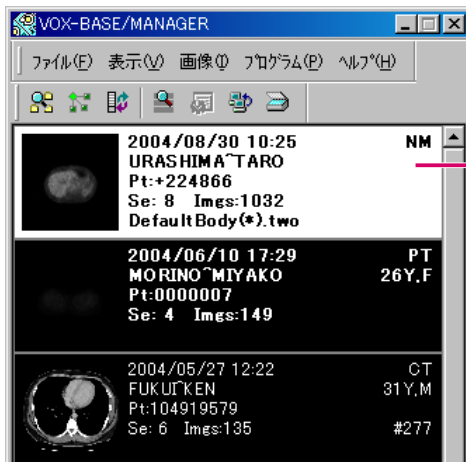 VOX-BASE/MANAGER
ファイル(F) 表示(V) 画像(I) プログラム(P) ヘルプ(H)
2004/08/30 10:25 NM
URASHIMA^TARO
Pt:+224866
Se: 8 Imgs:1032
DefaultBody(*).two
2004/06/10 17:29 PT
MORINO^MIYAKO 26Y,F
Pt:0000007
Se: 4 Imgs:149
2004/05/27 12:22 CT
FUKUI^KEN 31Y,M
Pt:104919579
Se: 6 Imgs:135 #277